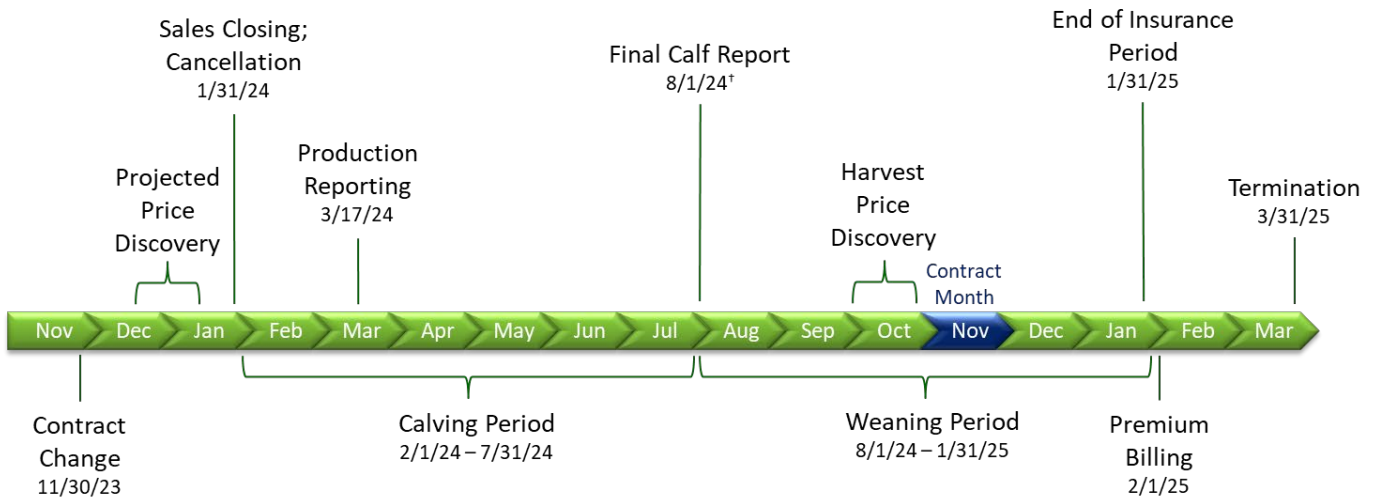 Sales Closing;
Cancellation
1/31/24
Final Calf Report
8/1/24†
End of Insurance
Period
1/31/25
Projected
Price
Discovery
Production
Reporting
3/17/24
Harvest
Price
Discovery
Contract
Month
Termination
3/31/25
Nov Dec Jan Feb Mar Apr May Jun Jul Aug Sep Oct Nov Dec Jan Feb Mar
Contract
Change
11/30/23
Calving Period
2/1/24 – 7/31/24
Weaning Period
8/1/24 – 1/31/25
Premium
Billing
2/1/25